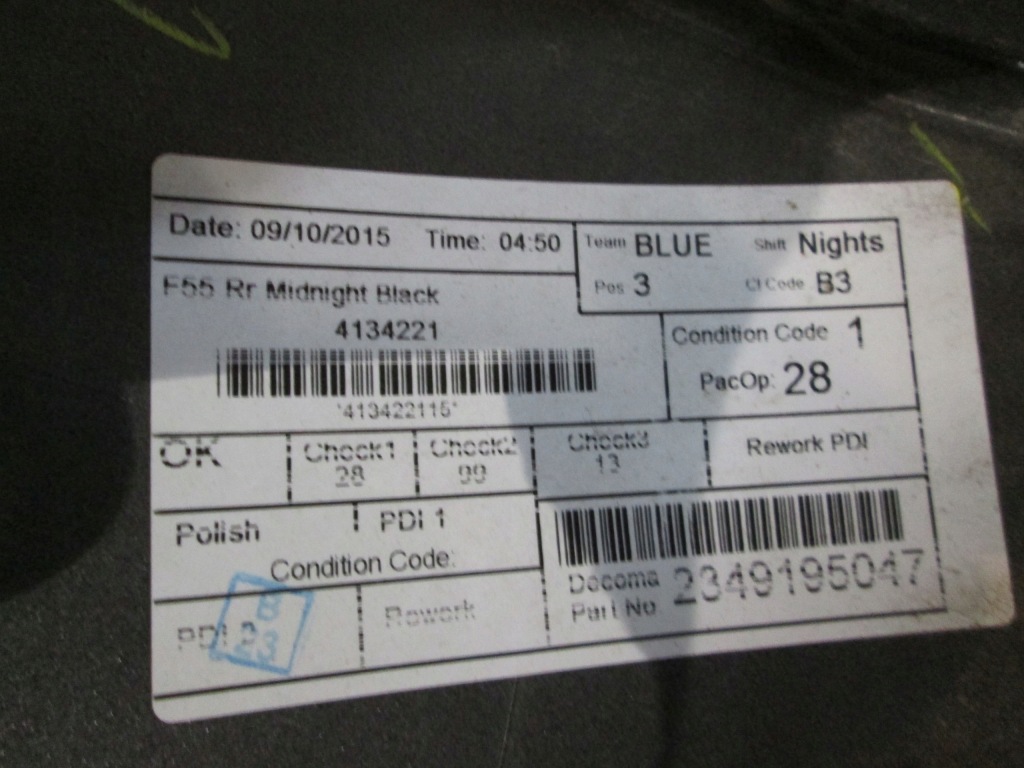 Date: 09/10/2015 Time: 04:50
Team BLUE Shift Nights
Pos 3 Cl Code B3
F55 Rr Midnight Black
4134221
*413422115*
Condition Code 1
PacOp: 28
OK Check1 Check2 Check3 Rework PDI
28 99 13
Polish PDI 1
Condition Code:
PDI 2 Rework
B
23
Decoma 2349195047
Part No